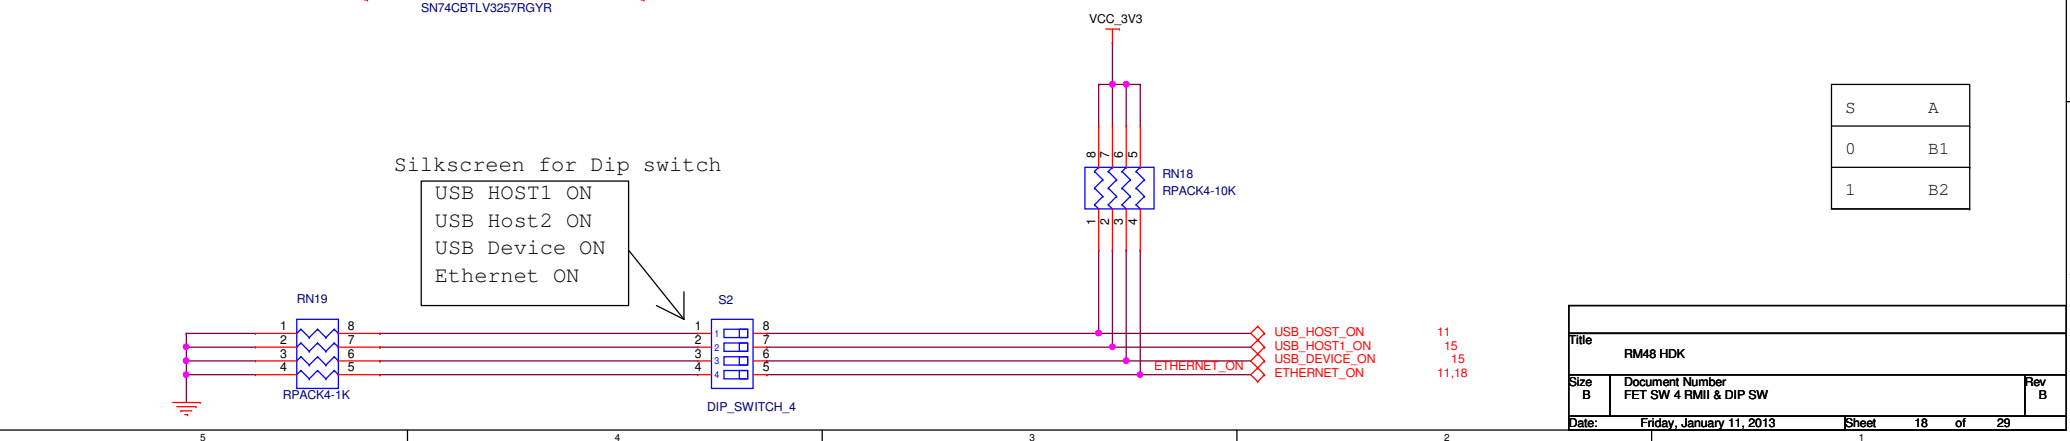 SN74CBTLV3257RGYR
VCC_3V3
S A
0 B1
1 B2
8 7 6 5
RN18
RPACK4-10K
1 2 3 4
Silkscreen for Dip switch
USB HOST1 ON
USB Host2 ON
USB Device ON
Ethernet ON
RN19
1 8
2 7
3 6
4 5
RPACK4-1K
S2
1 1 8
2 2 7
3 3 6
4 4 5
DIP_SWITCH_4
USB_HOST_ON 11
USB_HOST1_ON 15
USB_DEVICE_ON 15
ETHERNET_ON
ETHERNET_ON 11,18
Title
RM48 HDK
Size Document Number Rev
B FET SW 4 RMII & DIP SW B
Date: Friday, January 11, 2013 Sheet 18 of 29
5 4 3 2 1